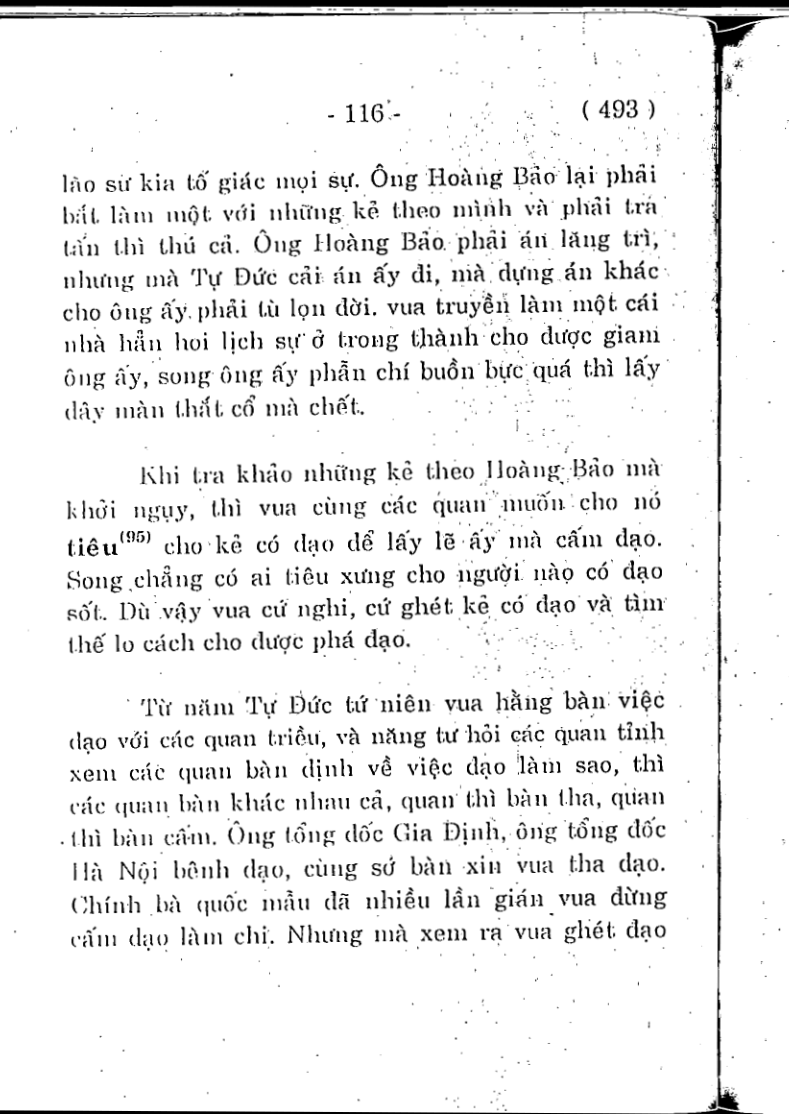 - 116 - ( 493 )
lào sư kia tố giác mọi sự. Ông Hoàng Bảo lại phải
bắt làm một với những kẻ theo mình và phải tra
tấn thì thú cả. Ông Hoàng Bảo phải án lăng trì,
nhưng mà Tự Đức cải án ấy đi, mà dựng án khác
cho ông ấy phải tù lọn đời. vua truyền làm một cái
nhà hẳn hoi lịch sự ở trong thành cho được giam
ông ấy, song ông ấy phẫn chí buồn bực quá thì lấy
dây màn thắt cổ mà chết.
Khi tra khảo những kẻ theo Hoàng Bảo mà
khởi ngụy, thì vua cùng các quan muốn cho nó
tiêu(95) cho kẻ có đạo để lấy lẽ ấy mà cấm đạo.
Song chẳng có ai tiêu xưng cho người nào có đạo
sốt. Dù vậy vua cứ nghi, cứ ghét kẻ có đạo và tìm
thế lo cách cho được phá đạo.
Từ năm Tự Đức tứ niên vua hằng bàn việc
đạo với các quan triều, và năng tư hỏi các quan tỉnh
xem các quan bàn định về việc đạo làm sao, thì
các quan bàn khác nhau cả, quan thì bàn tha, quan
thì bàn cấm. Ông tổng đốc Gia Định, ông tổng đốc
Hà Nội bênh đạo, cùng sớ bàn xin vua tha đạo.
Chính bà quốc mẫu đã nhiều lần gián vua đừng
cấm đạo làm chi. Nhưng mà xem ra vua ghét đạo